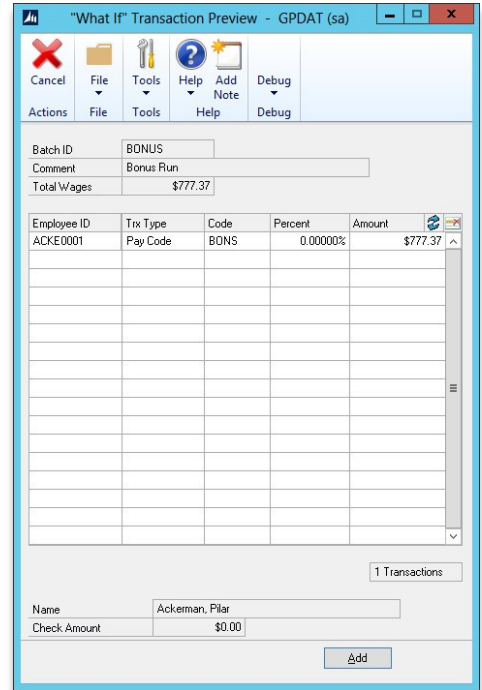 "What If" Transaction Preview - GPDAT (sa)
Cancel File Tools Help Add Note Debug
Actions File Tools Help Debug
Batch ID BONUS
Comment Bonus Run
Total Wages $777.37
Employee ID Trx Type Code Percent Amount
ACKE0001 Pay Code BONS 0.00000% $777.37
1 Transactions
Name Ackerman, Pilar
Check Amount $0.00
Add